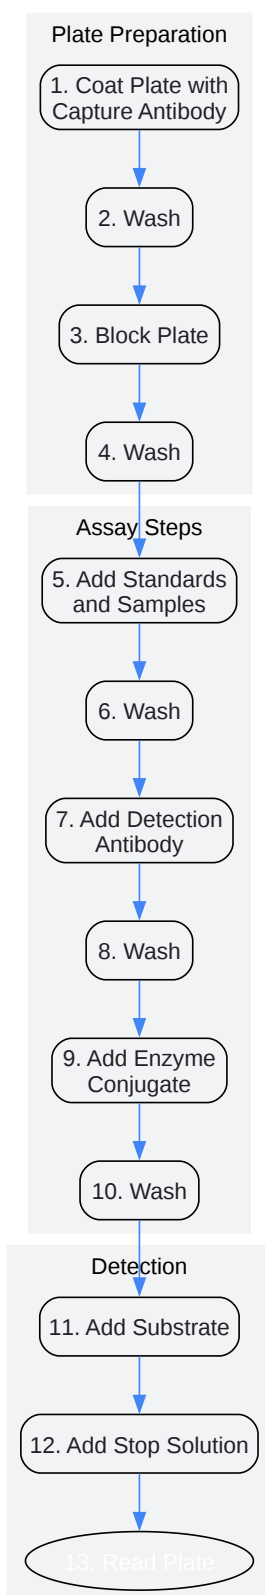 Plate Preparation
1. Coat Plate with
Capture Antibody
2. Wash
3. Block Plate
4. Wash
Assay Steps
5. Add Standards
and Samples
6. Wash
7. Add Detection
Antibody
8. Wash
9. Add Enzyme
Conjugate
10. Wash
Detection
11. Add Substrate
12. Add Stop Solution
13. Read Plate